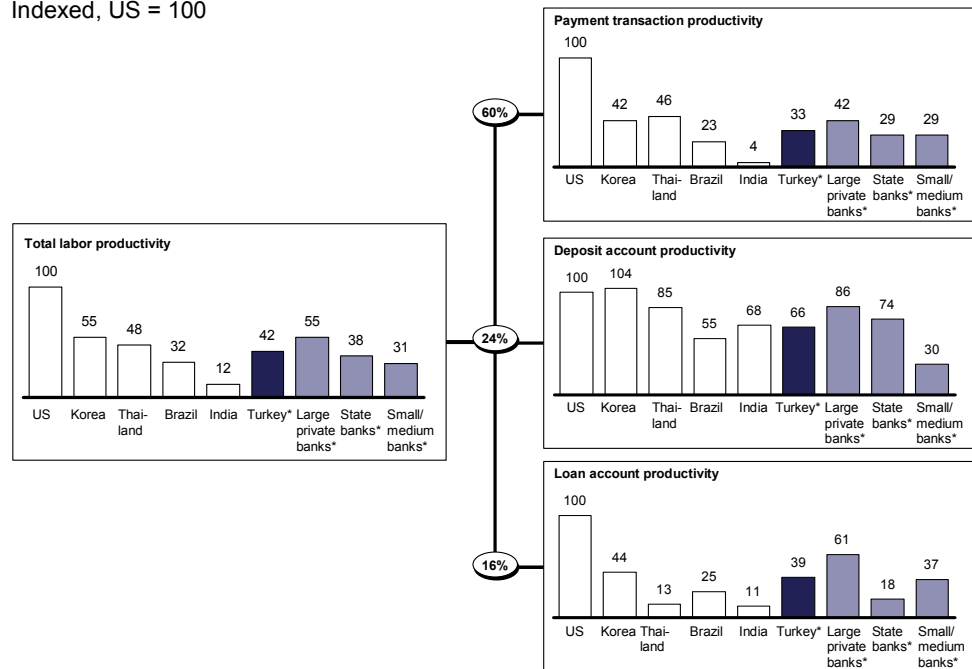 Indexed, US = 100
Total labor productivity
100
55
48
32
12
42
55
38
31
US Korea Thai- Brazil India Turkey* Large State Small/
land private banks* medium
banks* banks*
60%
24%
16%
Payment transaction productivity
100
42
46
23
4
33
42
29
29
US Korea Thai- Brazil India Turkey* Large State Small/
land private banks* medium
banks* banks*
Deposit account productivity
100
104
85
55
68
66
86
74
30
US Korea Thai- Brazil India Turkey* Large State Small/
land private banks* medium
banks* banks*
Loan account productivity
100
44
13
25
11
39
61
18
37
US Korea Thai- Brazil India Turkey* Large State Small/
land private banks* medium
banks* banks*